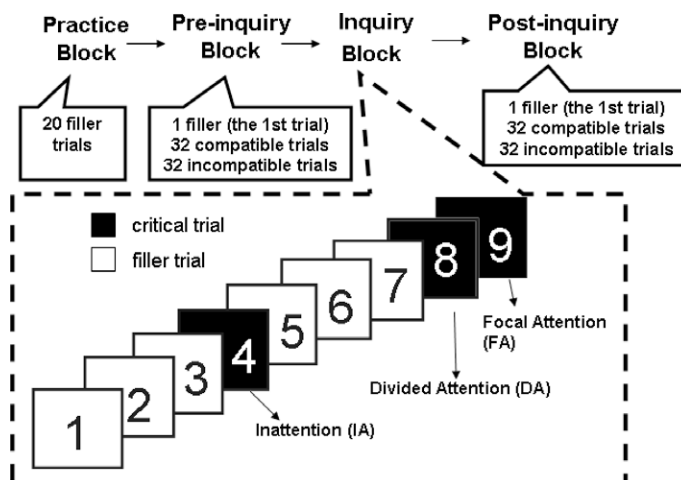 Practice
Block
Pre-inquiry
Block
Inquiry
Block
Post-inquiry
Block
20 filler
trials
1 filler (the 1st trial)
32 compatible trials
32 incompatible trials
1 filler (the 1st trial)
32 compatible trials
32 incompatible trials
critical trial
filler trial
1
2
3
4
5
6
7
8
9
Focal Attention
(FA)
Divided Attention (DA)
Inattention (IA)